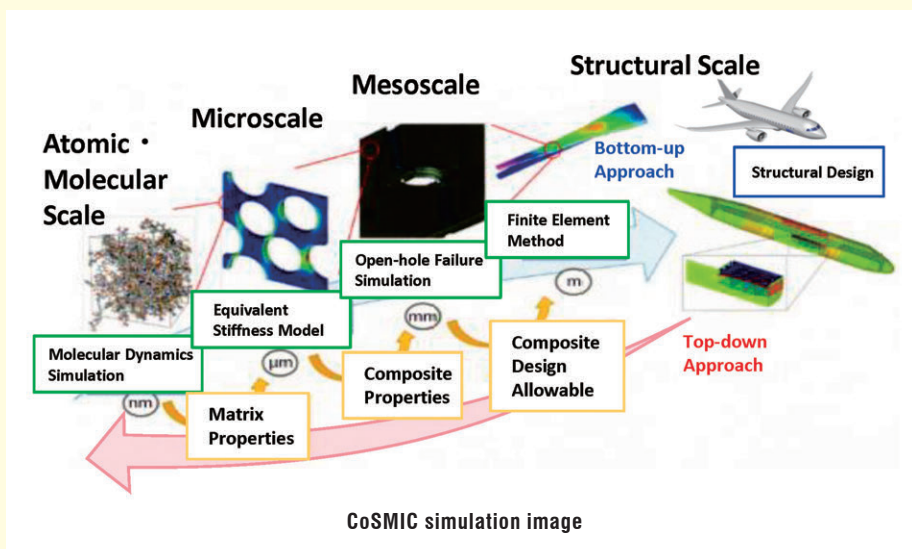 Atomic・
Molecular
Scale
Microscale
Mesoscale
Structural Scale
Bottom-up
Approach
Structural Design
Finite Element
Method
Open-hole Failure
Simulation
Equivalent
Stiffness Model
Molecular Dynamics
Simulation
nm
μm
mm
m
Matrix
Properties
Composite
Properties
Composite
Design
Allowable
Top-down
Approach
CoSMIC simulation image